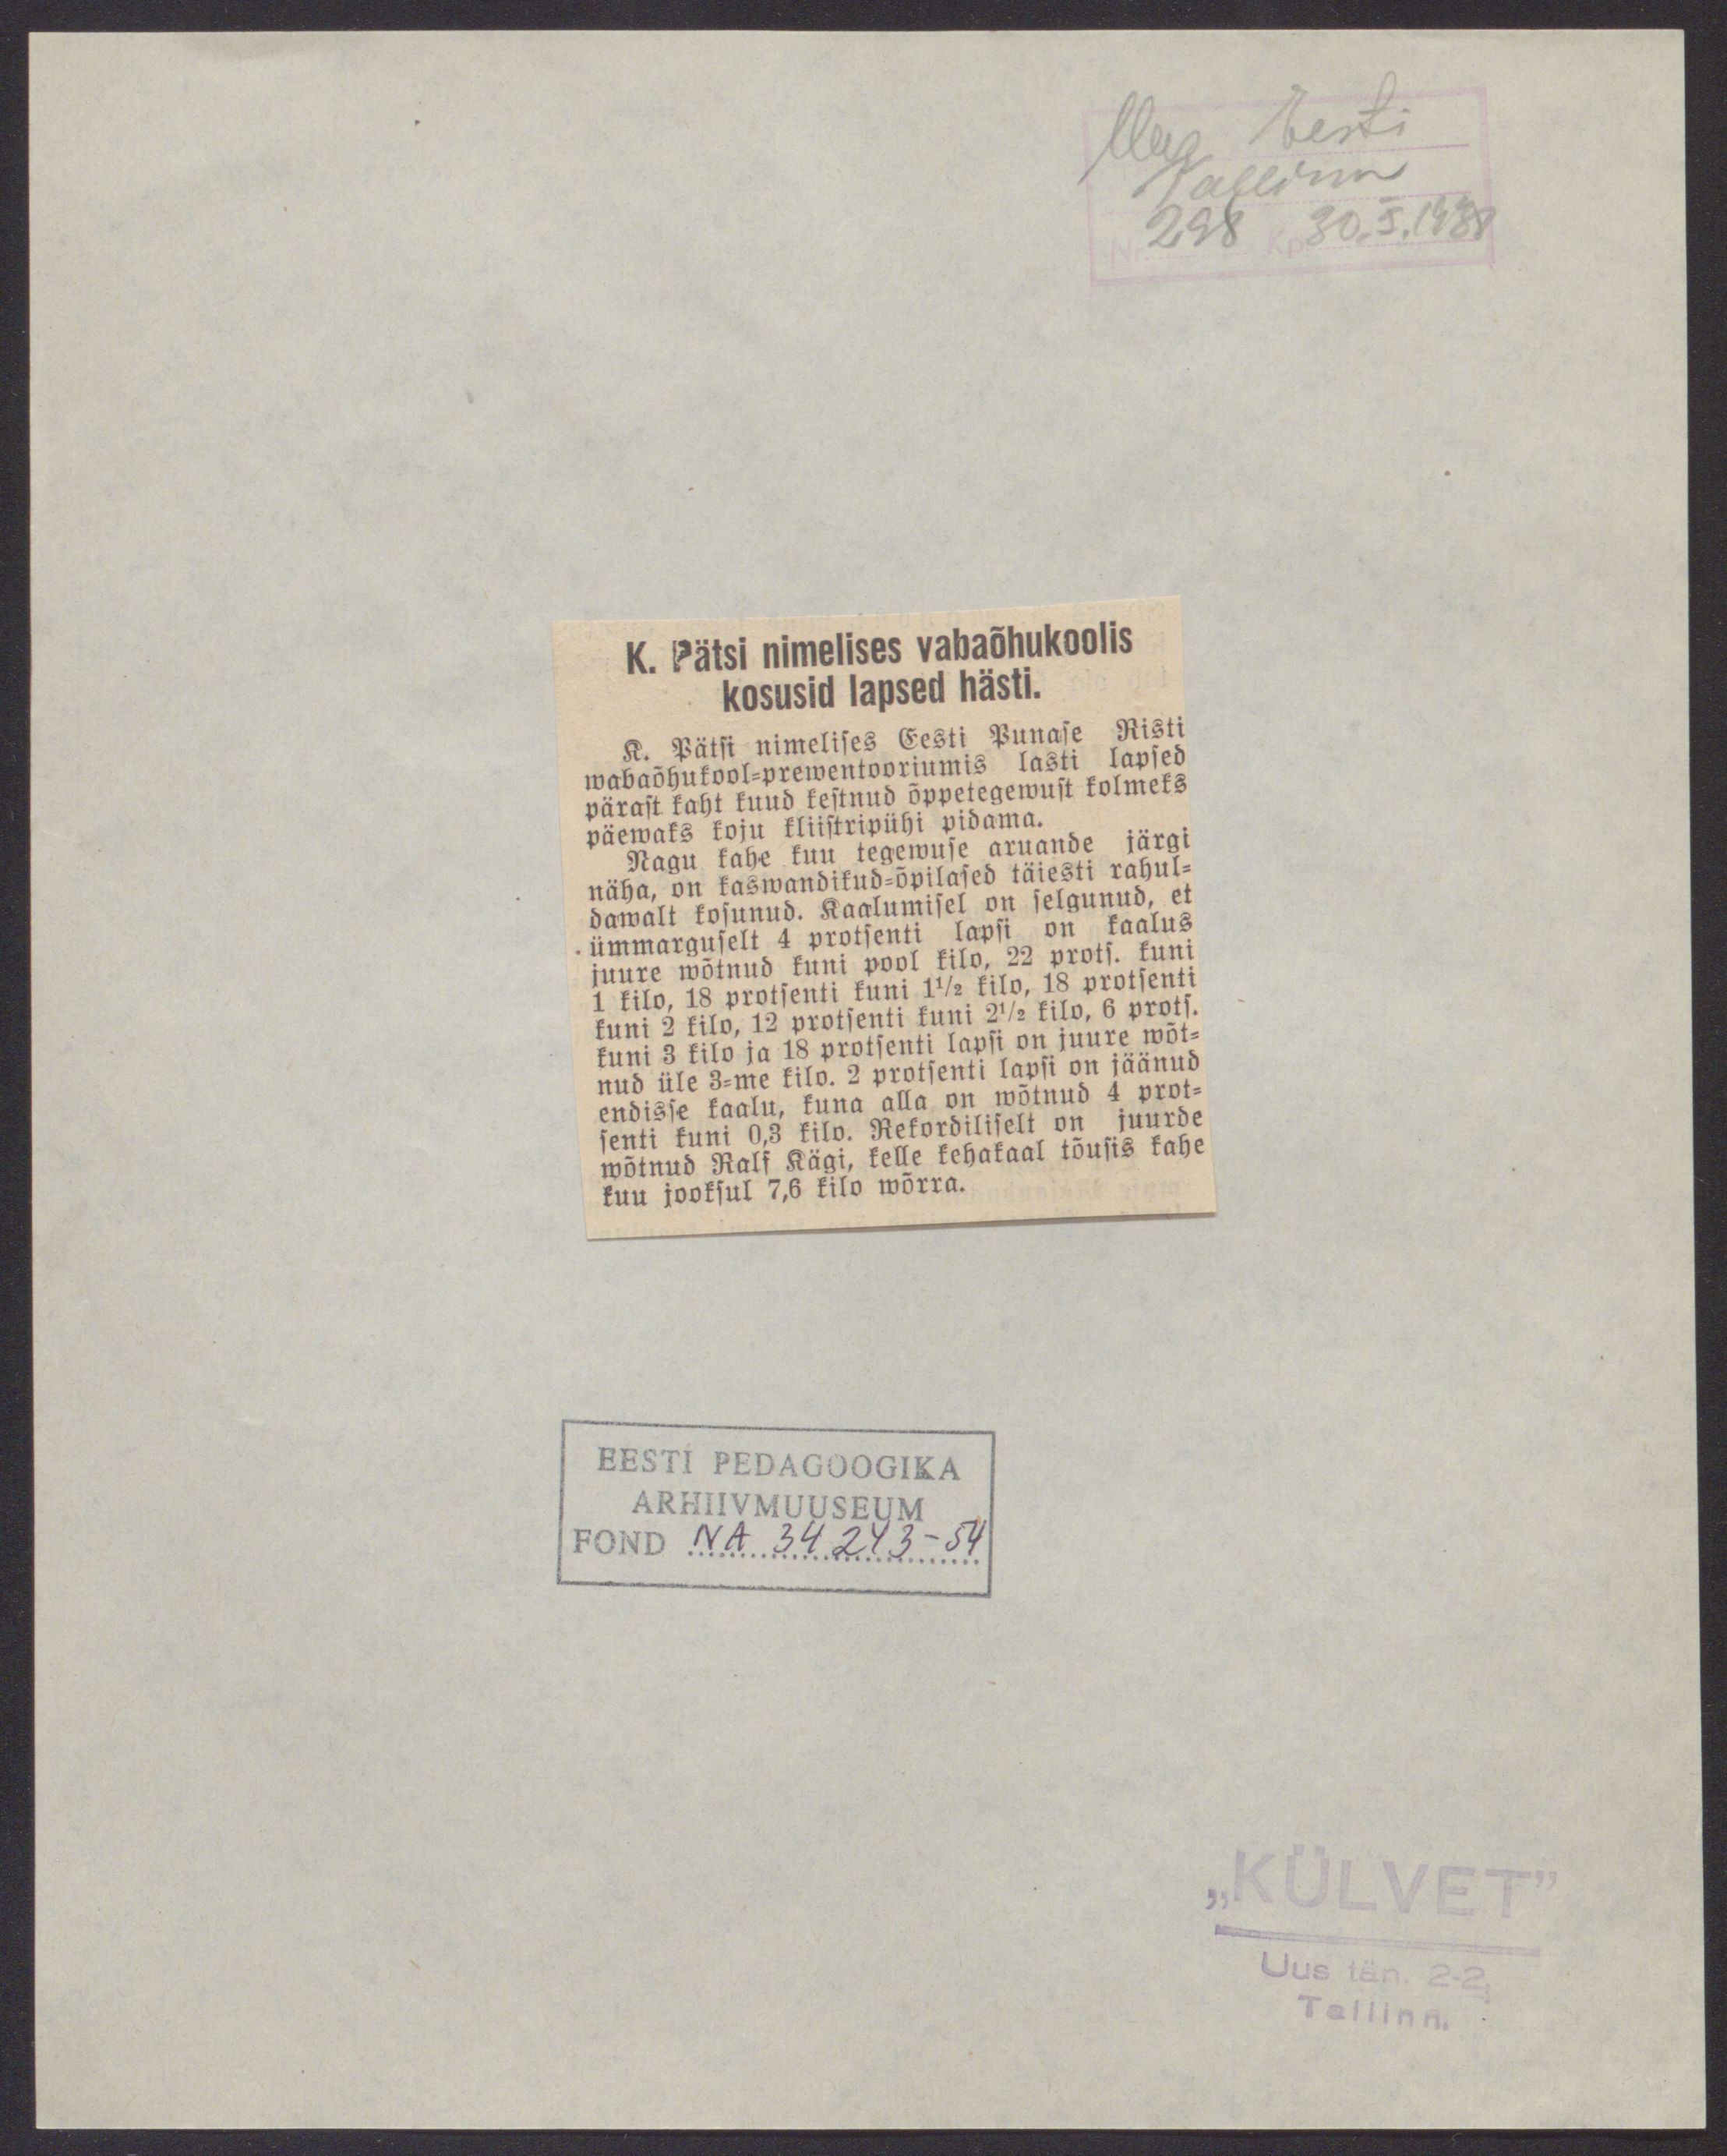 Uus Eesti
Tallinn
Nr. 298 Kp. 30.X.1938
K. Pätsi nimelises vabaõhukoolis
kosusid lapsed hästi.
K. Pätsi nimelises Eesti Punase Risti
wabaõhukool-prewentooriumis lasti lapsed
pärast kaht kuud kestnud õppetegewust kolmeks
päewaks koju kliistripühi pidama.
Nagu kahe kuu tegewuse aruande järgi
näha, on kaswandikud-õpilased täiesti rahul-
dawalt kosunud. Kaalumisel on selgunud, et
ümmarguselt 4 protsenti lapsi on kaalus
juure wõtnud kuni pool kilo, 22 prots. kuni
1 kilo, 18 protsenti kuni 1½ kilo, 18 protsenti
kuni 2 kilo, 12 protsenti kuni 2½ kilo, 6 prots.
kuni 3 kilo ja 18 protsenti lapsi on juure wõt-
nud üle 3-me kilo. 2 protsenti lapsi on jäänud
endisse kaalu, kuna alla on wõtnud 4 prot-
senti kuni 0,3 kilo. Rekordiliselt on juurde
wõtnud Ralf Kägi, kelle kehakaal tõusis kahe
kuu jooksul 7,6 kilo wõrra.
EESTI PEDAGOOGIKA
ARHIIVMUUSEUM
FOND NA 34 243-54
„KÜLVET”
Uus tän. 2-2,
Tallinn.